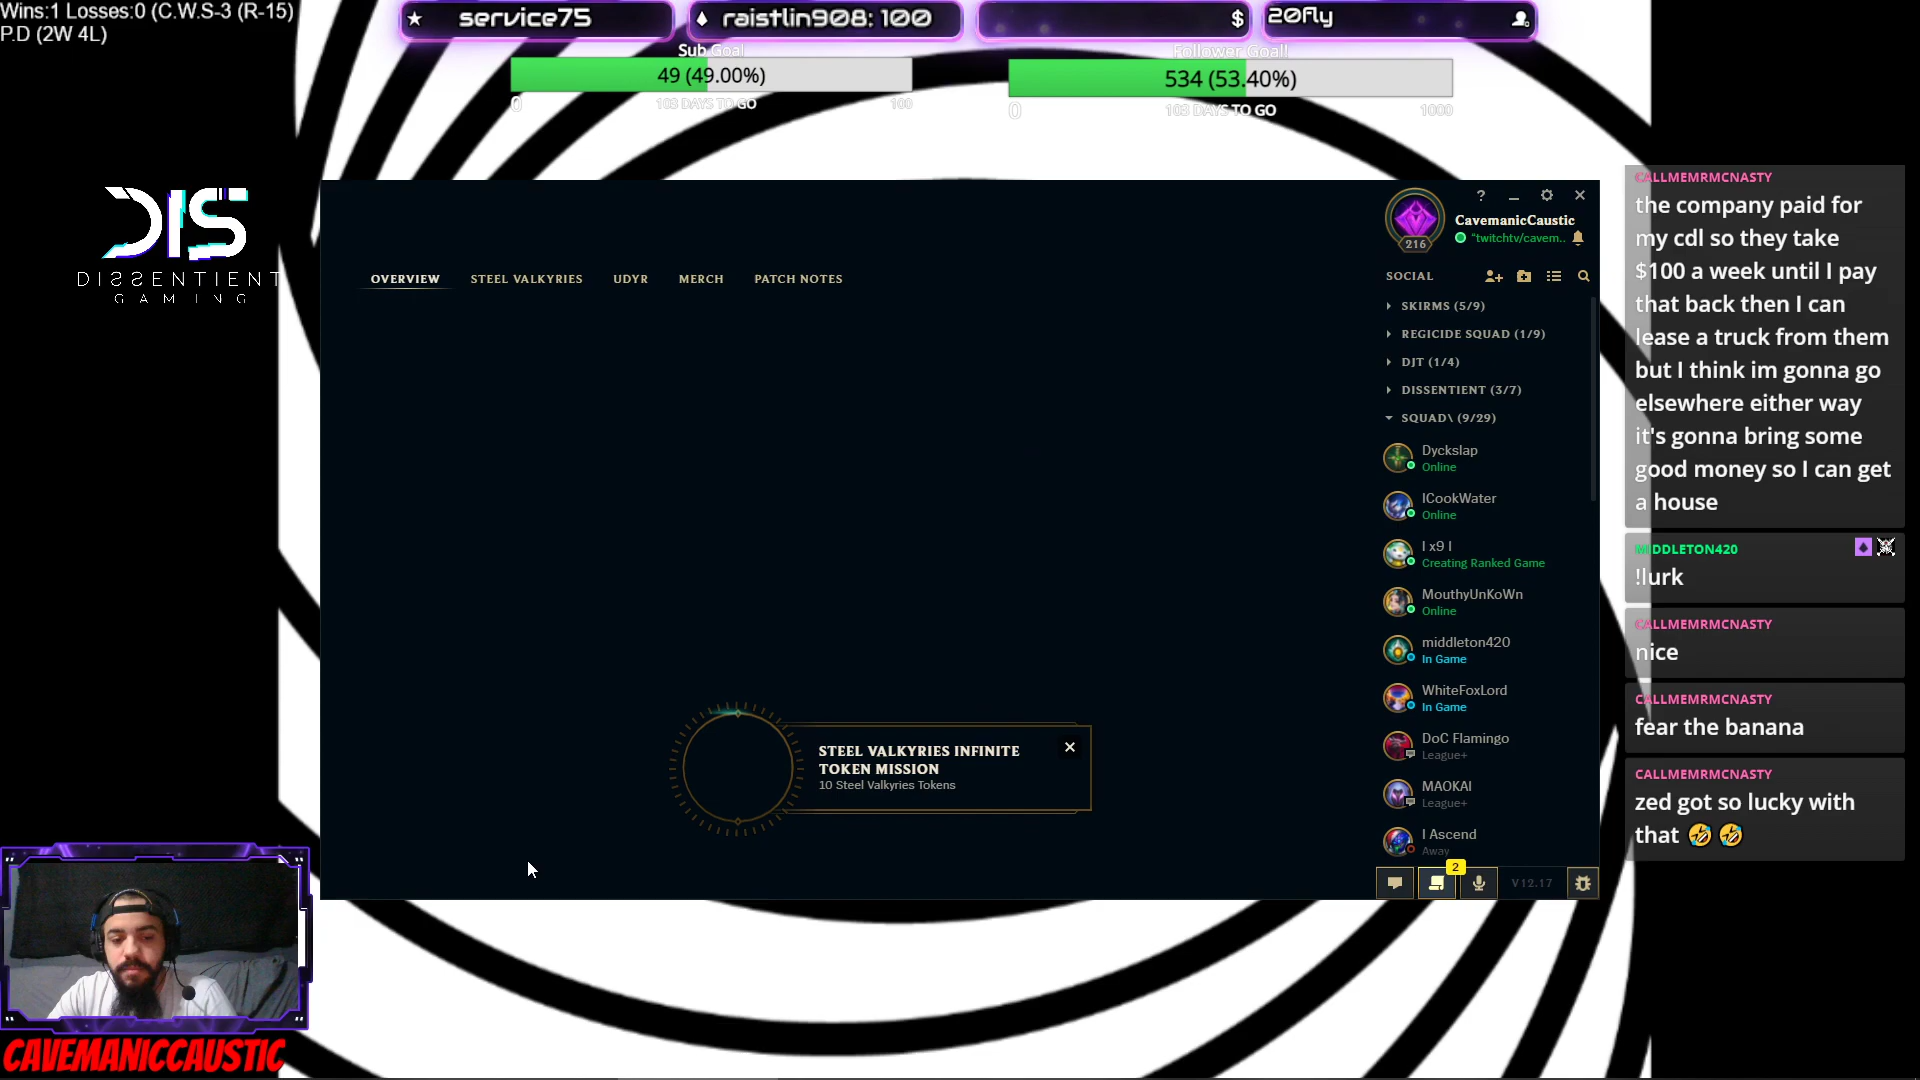 Wins:1 Losses:0 (C.W.S-3 (R-15)
P.D (2W 4L)
service75
raistlin908: 100
$
20fly
Sub Goal
49 (49.00%)
0
103 DAYS TO GO
100
Follower Goal!
534 (53.40%)
0
103 DAYS TO GO
1000
DIS
DISSENTIENT
GAMING
OVERVIEW
STEEL VALKYRIES
UDYR
MERCH
PATCH NOTES
?
216
CavemanicCaustic
"twitchtv/cavem..
SOCIAL
SKIRMS (5/9)
REGICIDE SQUAD (1/9)
DJT (1/4)
DISSENTIENT (3/7)
SQUAD\ (9/29)
Dyckslap
Online
ICookWater
Online
I x9 I
Creating Ranked Game
MouthyUnKoWn
Online
middleton420
In Game
WhiteFoxLord
In Game
DoC Flamingo
League+
MAOKAI
League+
I Ascend
Away
2
V12.17
STEEL VALKYRIES INFINITE
TOKEN MISSION
10 Steel Valkyries Tokens
CALLMEMRMCNASTY
the company paid for
my cdl so they take
$100 a week until I pay
that back then I can
lease a truck from them
but I think im gonna go
elsewhere either way
it's gonna bring some
good money so I can get
a house
MIDDLETON420
!lurk
CALLMEMRMCNASTY
nice
CALLMEMRMCNASTY
fear the banana
CALLMEMRMCNASTY
zed got so lucky with
that 🤣 🤣
CAVEMANICCAUSTIC